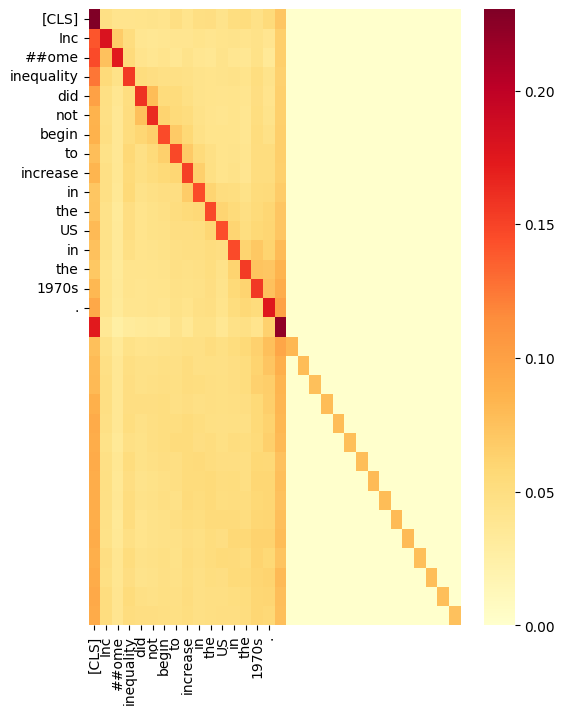 [CLS]
Inc
##ome
inequality
did
not
begin
to
increase
in
the
US
in
the
1970s
.
0.20
0.15
0.10
0.05
0.00
[CLS]
Inc
##ome
inequality
did
not
begin
to
increase
in
the
US
in
the
1970s
.